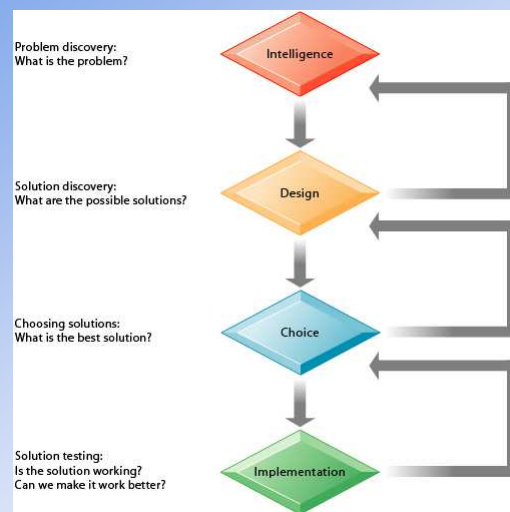 Problem discovery:
What is the problem?
Intelligence
Solution discovery:
What are the possible solutions?
Design
Choosing solutions:
What is the best solution?
Choice
Solution testing:
Is the solution working?
Can we make it work better?
Implementation